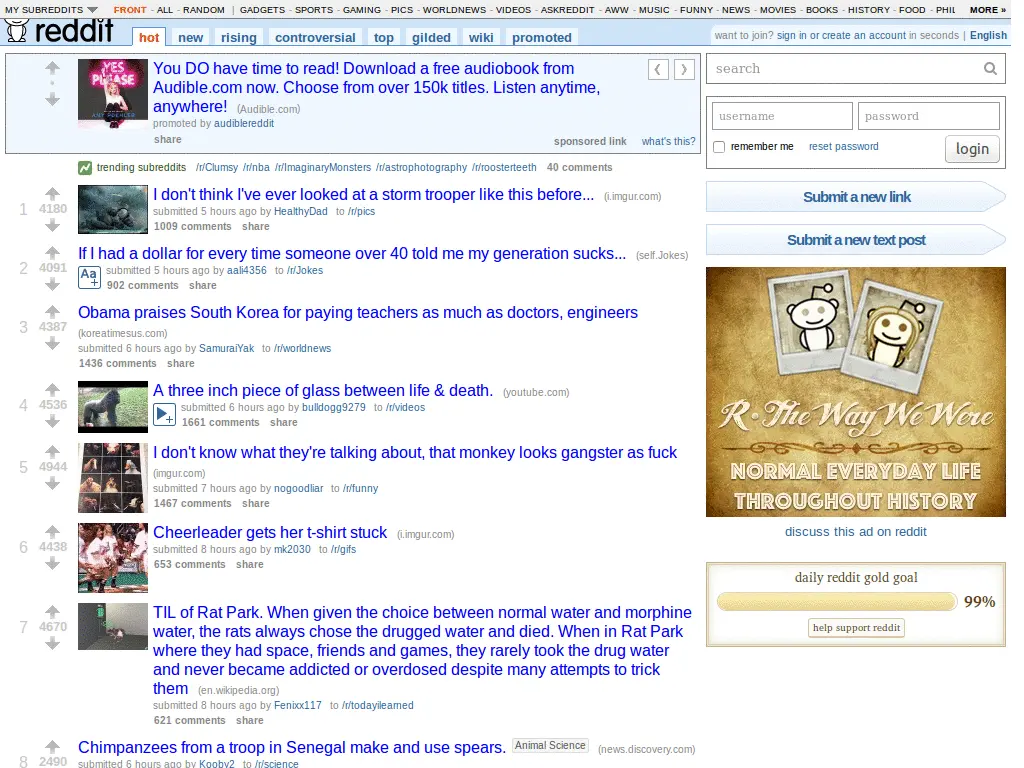 MY SUBREDDITS FRONT - ALL - RANDOM | GADGETS - SPORTS - GAMING - PICS - WORLDNEWS - VIDEOS - ASKREDDIT - AWW - MUSIC - FUNNY - NEWS - MOVIES - BOOKS - HISTORY - FOOD - PHIL MORE »
reddit hot new rising controversial top gilded wiki promoted want to join? sign in or create an account in seconds | English
YES PLEASE
AMY POEHLER
You DO have time to read! Download a free audiobook from
Audible.com now. Choose from over 150k titles. Listen anytime,
anywhere! (Audible.com)
promoted by audiblereddit
share
sponsored link what's this?
trending subreddits /r/Clumsy /r/nba /r/ImaginaryMonsters /r/astrophotography /r/roosterteeth 40 comments
1 4180
I don't think I've ever looked at a storm trooper like this before... (i.imgur.com)
submitted 5 hours ago by HealthyDad to /r/pics
1009 comments share
2 4091
If I had a dollar for every time someone over 40 told me my generation sucks... (self.Jokes)
Aa+ submitted 5 hours ago by aali4356 to /r/Jokes
902 comments share
3 4387
Obama praises South Korea for paying teachers as much as doctors, engineers
(koreatimesus.com)
submitted 6 hours ago by SamuraiYak to /r/worldnews
1436 comments share
4 4536
A three inch piece of glass between life & death. (youtube.com)
submitted 6 hours ago by bulldogg9279 to /r/videos
1661 comments share
5 4944
I don't know what they're talking about, that monkey looks gangster as fuck
(imgur.com)
submitted 7 hours ago by nogoodliar to /r/funny
1467 comments share
6 4438
Cheerleader gets her t-shirt stuck (i.imgur.com)
submitted 8 hours ago by mk2030 to /r/gifs
653 comments share
7 4670
TIL of Rat Park. When given the choice between normal water and morphine
water, the rats always chose the drugged water and died. When in Rat Park
where they had space, friends and games, they rarely took the drug water
and never became addicted or overdosed despite many attempts to trick
them (en.wikipedia.org)
submitted 8 hours ago by Fenixx117 to /r/todayilearned
621 comments share
8 2490
Chimpanzees from a troop in Senegal make and use spears. Animal Science (news.discovery.com)
submitted 6 hours ago by Kooby2 to /r/science
search
username password
remember me reset password login
Submit a new link
Submit a new text post
R • The Way We Were
NORMAL EVERYDAY LIFE
THROUGHOUT HISTORY
discuss this ad on reddit
daily reddit gold goal
99%
help support reddit